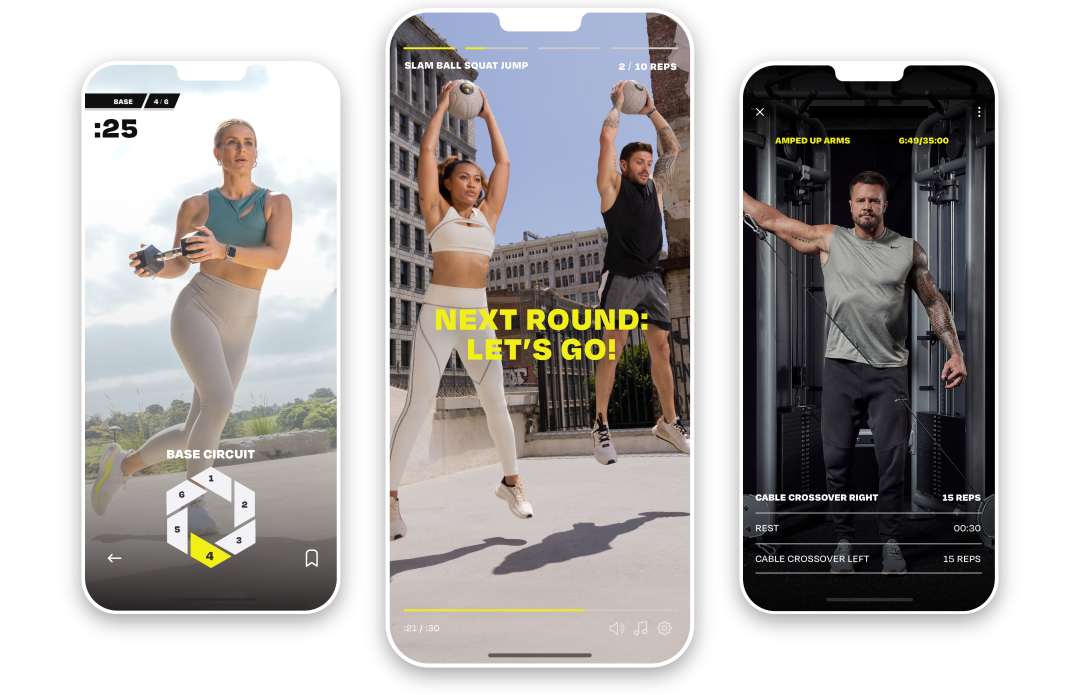 BASE 4 / 6
:25
BASE CIRCUIT
1
2
3
4
5
6
SLAM BALL SQUAT JUMP 2 / 10 REPS
NEXT ROUND:
LET'S GO!
:21 / :30
AMPED UP ARMS 6:49/35:00
CABLE CROSSOVER RIGHT 15 REPS
REST 00:30
CABLE CROSSOVER LEFT 15 REPS